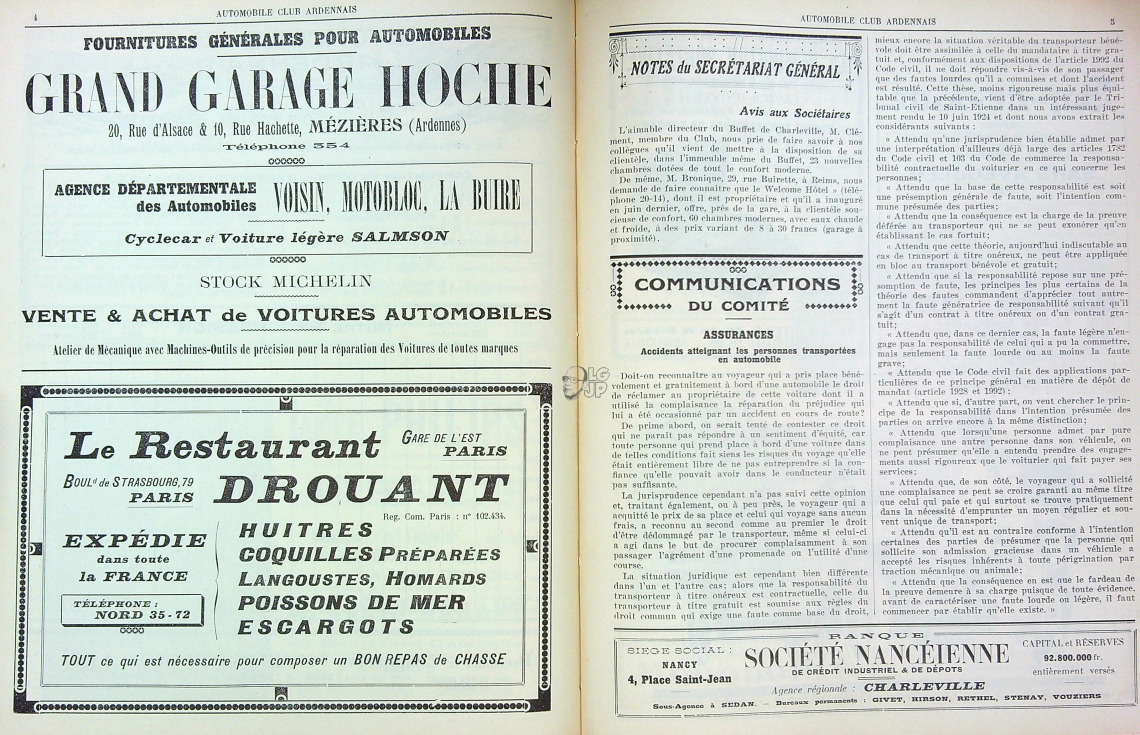 4
AUTOMOBILE CLUB ARDENNAIS
FOURNITURES GÉNÉRALES POUR AUTOMOBILES
GRAND GARAGE HOCHE
20, Rue d'Alsace & 10, Rue Hachette, MÉZIÈRES (Ardennes)
Téléphone 354
AGENCE DÉPARTEMENTALE
des Automobiles
VOISIN, MOTOBLOC, LA BUIRE
Cyclecar et Voiture légère SALMSON
STOCK MICHELIN
VENTE & ACHAT de VOITURES AUTOMOBILES
Atelier de Mécanique avec Machines-Outils de précision pour la réparation des Voitures de toutes marques
Le Restaurant
GARE DE L'EST
PARIS
BOULd de STRASBOURG, 79
PARIS
DROUANT
Reg. Com. Paris : n° 102.434.
EXPÉDIE
dans toute
la FRANCE
TÉLÉPHONE :
NORD 35-72
HUITRES
COQUILLES PRÉPARÉES
LANGOUSTES, HOMARDS
POISSONS DE MER
ESCARGOTS
TOUT ce qui est nécessaire pour composer un BON REPAS de CHASSE
AUTOMOBILE CLUB ARDENNAIS
5
NOTES du SECRÉTARIAT GÉNÉRAL
Avis aux Sociétaires
L'aimable directeur du Buffet de Charleville, M. Clé-
ment, membre du Club, nous prie de faire savoir à nos
collègues qu'il vient de mettre à la disposition de sa
clientèle, dans l'immeuble même du Buffet, 23 nouvelles
chambres dotées de tout le confort moderne.
De même, M. Bronique, 29, rue Buirette, à Reims, nous
demande de faire connaître que le Welcome Hôtel » (télé-
phone 20-14), dont il est propriétaire et qu'il a inauguré
en juin dernier, offre, près de la gare, à la clientèle sou-
cieuse de confort, 60 chambres modernes, avec eaux chaude
et froide, à des prix variant de 8 à 30 francs (garage à
proximité).
COMMUNICATIONS
DU COMITÉ
ASSURANCES
Accidents atteignant les personnes transportées
en automobile
Doit-on reconnaître au voyageur qui a pris place béné-
volement et gratuitement à bord d'une automobile le droit
de réclamer au propriétaire de cette voiture dont il a
utilisé la complaisance la réparation du préjudice qui
lui a été occasionné par un accident en cours de route?
De prime abord, on serait tenté de contester ce droit
qui ne parait pas répondre à un sentiment d'équité, car
toute personne qui prend place à bord d'une voiture dans
de telles conditions fait siens les risques du voyage qu'elle
était entièrement libre de ne pas entreprendre si la con-
fiance qu'elle pouvait avoir dans le conducteur n'était
pas suffisante.
La jurisprudence cependant n'a pas suivi cette opinion
et, traitant également, ou à peu près, le voyageur qui a
acquitté le prix de sa place et celui qui voyage sans aucun
frais, a reconnu au second comme au premier le droit
d'être dédommagé par le transporteur, même si celui-ci
a agi dans le but de procurer complaisamment à son
passager l'agrément d'une promenade ou l'utilité d'une
course.
La situation juridique est cependant bien différente
dans l'un et l'autre cas; alors que la responsabilité du
transporteur à titre onéreux est contractuelle, celle du
transporteur à titre gratuit est soumise aux règles du
droit commun qui exige une faute comme base du droit,
mieux encore la situation véritable du transporteur béné-
vole doit être assimilée à celle du mandataire à titre gra-
tuit et, conformément aux dispositions de l'article 1992 du
Code civil, il ne doit répondre vis-à-vis de son passager
que des fautes lourdes qu'il a commises et dont l'accident
est résulté. Cette thèse, moins rigoureuse mais plus équi-
table que la précédente, vient d'être adoptée par le Tri-
bunal civil de Saint-Etienne dans un intéressant juge-
ment rendu le 10 juin 1924 et dont nous avons extrait les
considérants suivants :
« Attendu qu'une jurisprudence bien établie admet par
une interprétation d'ailleurs déjà large des articles 1782
du Code civil et 103 du Code de commerce la responsa-
bilité contractuelle du voiturier en ce qui concerne les
personnes;
« Attendu que la base de cette responsabilité est soit
une présemption générale de faute, soit l'intention com-
mune présumée des parties;
« Attendu que la conséquence est la charge de la preuve
déférée au transporteur qui ne se peut exonérer qu'en
établissant le cas fortuit;
« Attendu que cette théorie, aujourd'hui indiscutable au
cas de transport à titre onéreux, ne peut être appliquée
en bloc au transport bénévole et gratuit;
« Attendu que si la responsabilité repose sur une pré-
somption de faute, les principes les plus certains de la
théorie des fautes commandent d'apprécier tout autre-
ment la faute génératrice de responsabilité suivant qu'il
s'agit d'un contrat à titre onéreux ou d'un contrat gra-
tuit;
« Attendu que, dans ce dernier cas, la faute légère n'en-
gage pas la responsabilité de celui qui a pu la commettre,
mais seulement la faute lourde ou au moins la faute
grave;
« Attendu que le Code civil fait des applications par-
ticulières de ce principe général en matière de dépôt de
mandat (article 1928 et 1992);
« Attendu que si, d'autre part, on veut chercher le prin-
cipe de la responsabilité dans l'intention présumée des
parties on arrive encore à la même distinction;
« Attendu que lorsqu'une personne admet par pure
complaisance une autre personne dans son véhicule, on
ne peut présumer qu'elle a entendu prendre des engage-
ments aussi rigoureux que le voiturier qui fait payer ses
services;
« Attendu que, de son côté, le voyageur qui a sollicité
une complaisance ne peut se croire garanti au même titre
que celui qui paie et qui surtout se trouve pratiquement
dans la nécessité d'emprunter un moyen régulier et sou-
vent unique de transport;
« Attendu qu'il est au contraire conforme à l'intention
certaines des parties de présumer que la personne qui
sollicite son admission gracieuse dans un véhicule a
accepté les risques inhérents à toute périgrination par
traction mécanique ou animale;
« Attendu que la conséquence en est que le fardeau de
la preuve demeure à sa charge puisque de toute évidence,
avant de caractériser une faute lourde ou légère, il faut
commencer par établir qu'elle existe. »
BANQUE
SIEGE SOCIAL :
NANCY
4, Place Saint-Jean
SOCIÉTÉ NANCÉIENNE
DE CRÉDIT INDUSTRIEL & DE DÉPOTS
Agence régionale : CHARLEVILLE
CAPITAL et RÉSERVES
92.800.000 fr.
entièrement versés
Sous-Agence à SEDAN. — Bureaux permanents : GIVET, HIRSON, RETHEL, STENAY, VOUZIERS
LG
JP